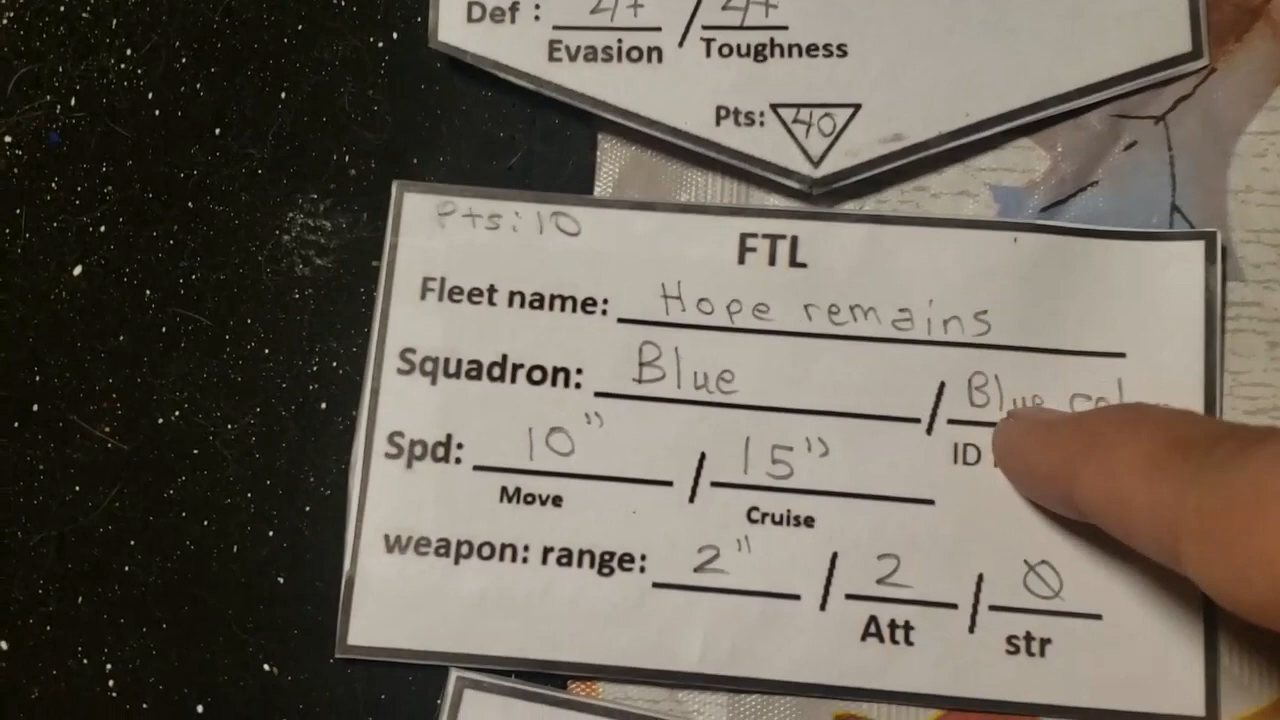 Def : 4+ / 4+
Evasion Toughness
Pts: 40
Pts: 10
FTL
Fleet name: Hope remains
Squadron: Blue / Blue
ID
Spd: 10" / 15"
Move Cruise
weapon: range: 2" / 2 / 0
Att str